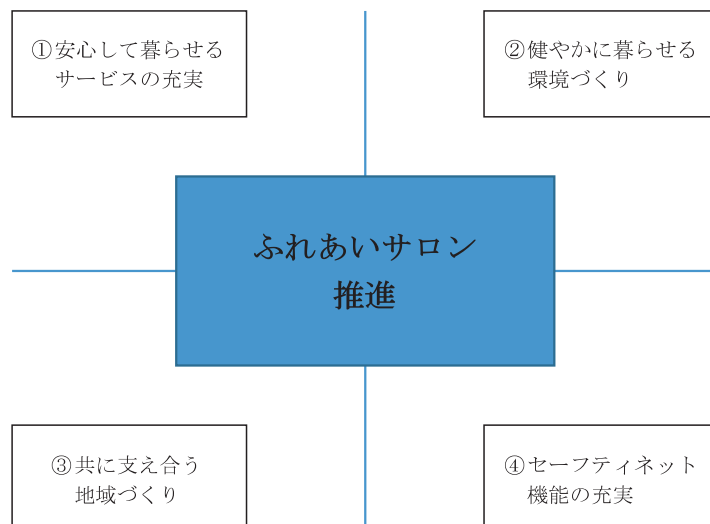 ①安心して暮らせる
サービスの充実
②健やかに暮らせる
環境づくり
ふれあいサロン
推進
③共に支え合う
地域づくり
④セーフティネット
機能の充実